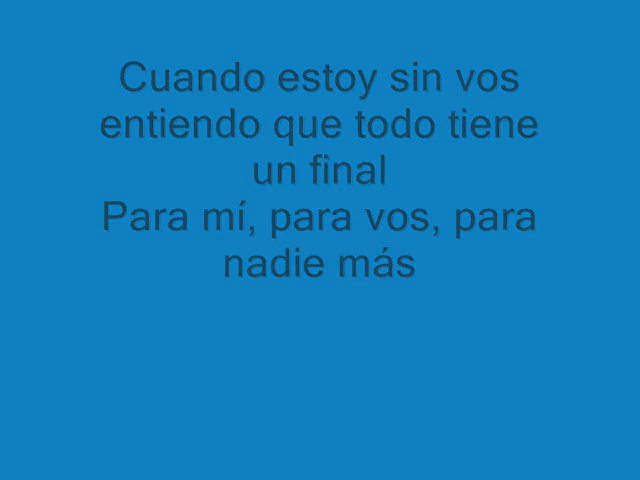 Cuando estoy sin vos
entiendo que todo tiene
un final
Para mí, para vos, para
nadie más